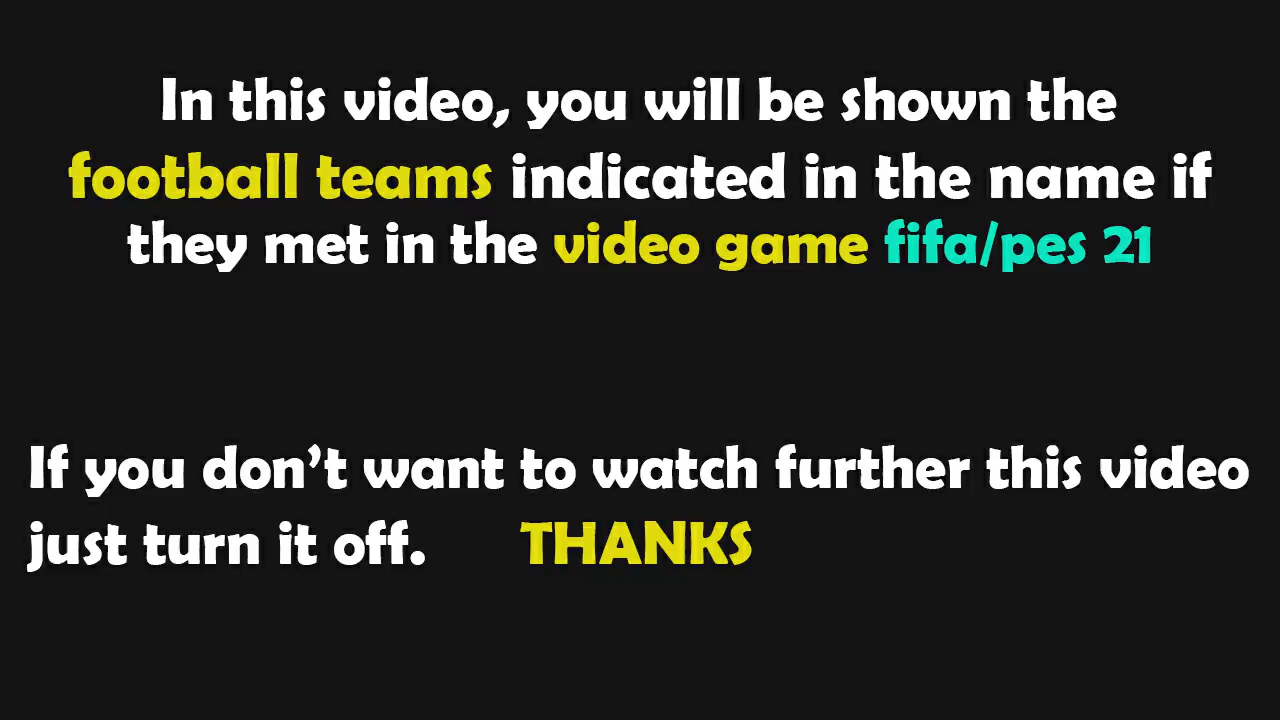 In this video, you will be shown the
football teams indicated in the name if
they met in the video game fifa/pes 21
If you don't want to watch further this video
just turn it off. THANKS